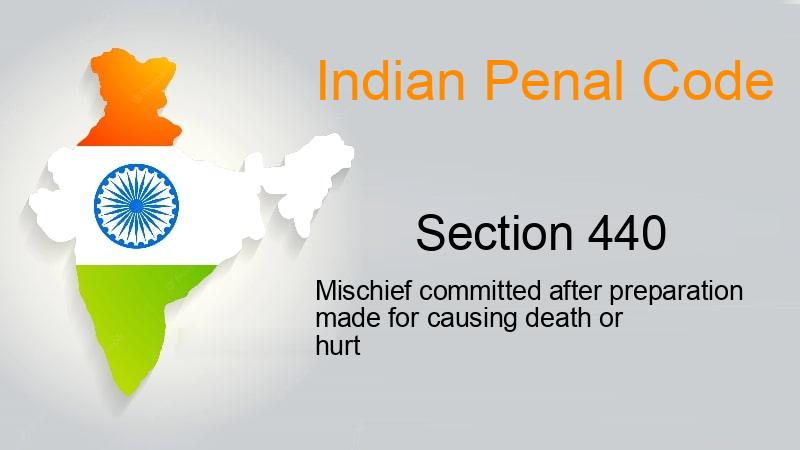 Indian Penal Code
Section 440
Mischief committed after preparation
made for causing death or
hurt